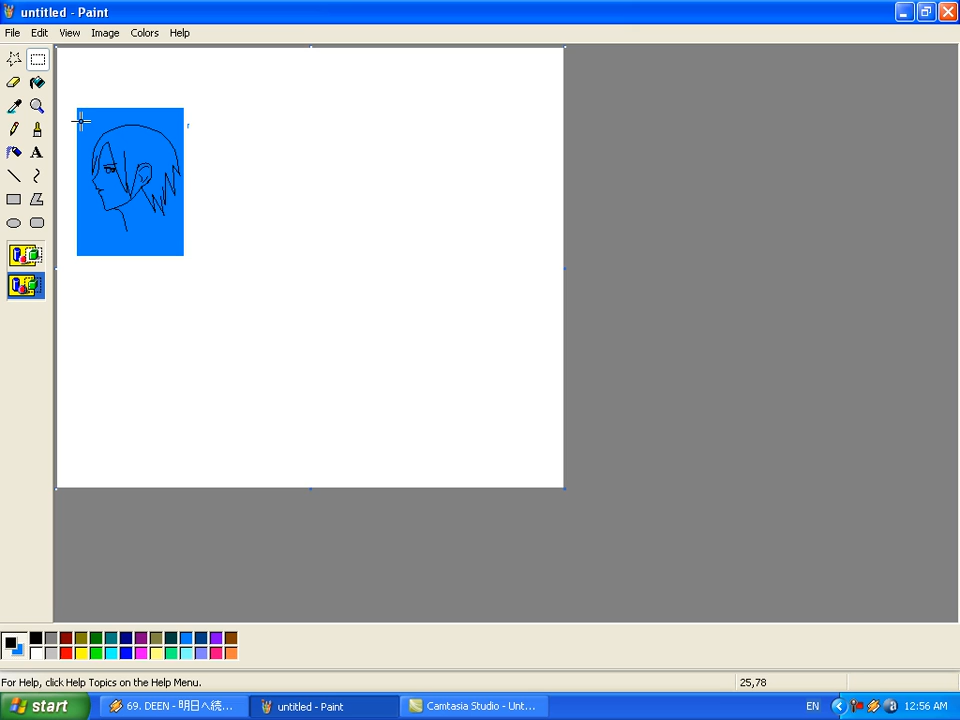 untitled - Paint
File Edit View Image Colors Help
A
For Help, click Help Topics on the Help Menu.
25,78
start
69. DEEN - 明日へ続...
untitled - Paint
Camtasia Studio - Unt...
EN
12:56 AM